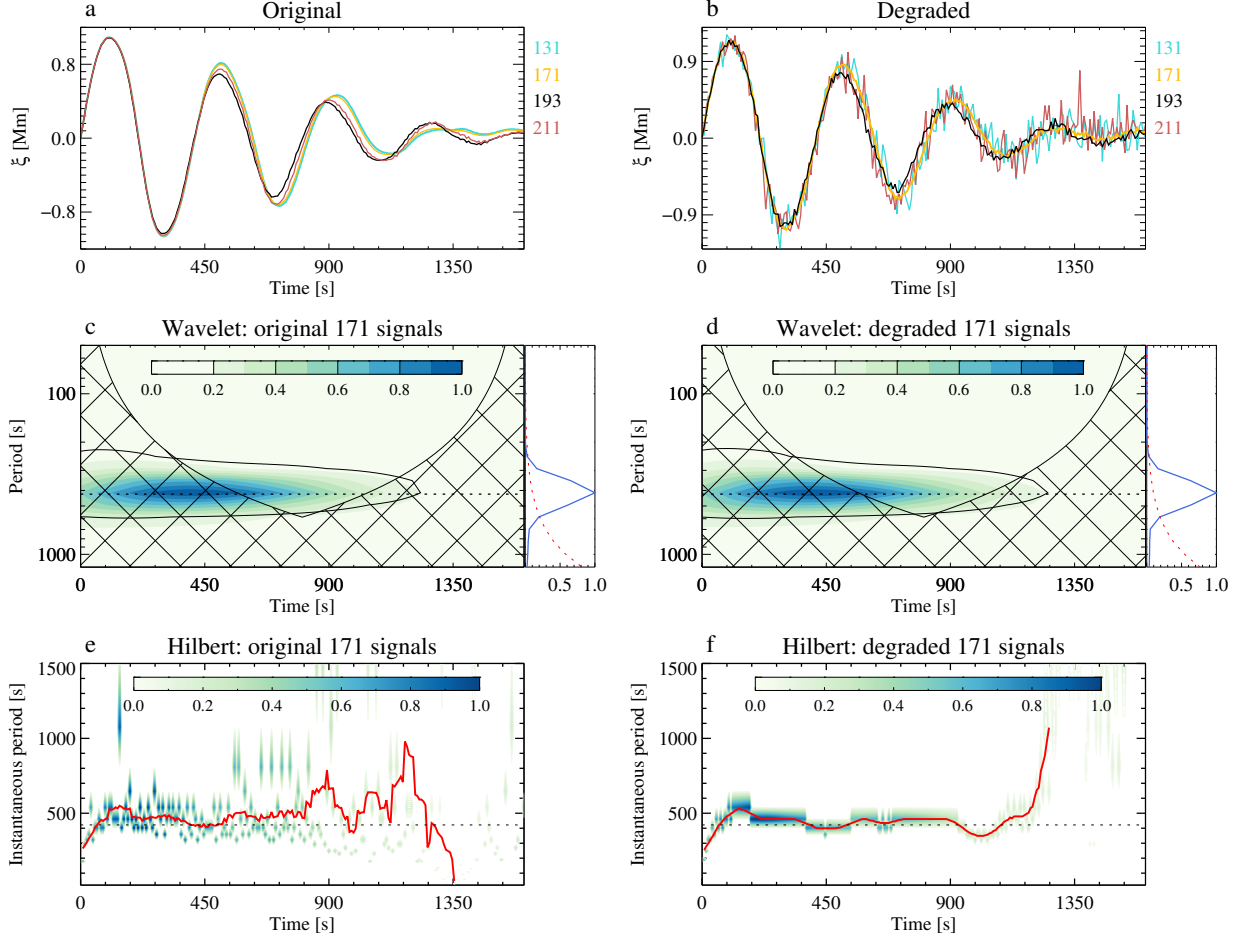 a Original
b Degraded
0.8
0.0
−0.8
ξ [Mm]
131
171
193
211
0 450 900 1350
Time [s]
0.9
0.0
−0.9
ξ [Mm]
131
171
193
211
0 450 900 1350
Time [s]
c Wavelet: original 171 signals
d Wavelet: degraded 171 signals
0.0 0.2 0.4 0.6 0.8 1.0
100
1000
Period [s]
0 450 900 1350
0.5 1.0
Time [s]
0.0 0.2 0.4 0.6 0.8 1.0
100
1000
Period [s]
0 450 900 1350
0.5 1.0
Time [s]
e Hilbert: original 171 signals
f Hilbert: degraded 171 signals
0.0 0.2 0.4 0.6 0.8 1.0
1500
1000
500
Instantaneous period [s]
0 450 900 1350
Time [s]
0.0 0.2 0.4 0.6 0.8 1.0
1500
1000
500
Instantaneous period [s]
0 450 900 1350
Time [s]